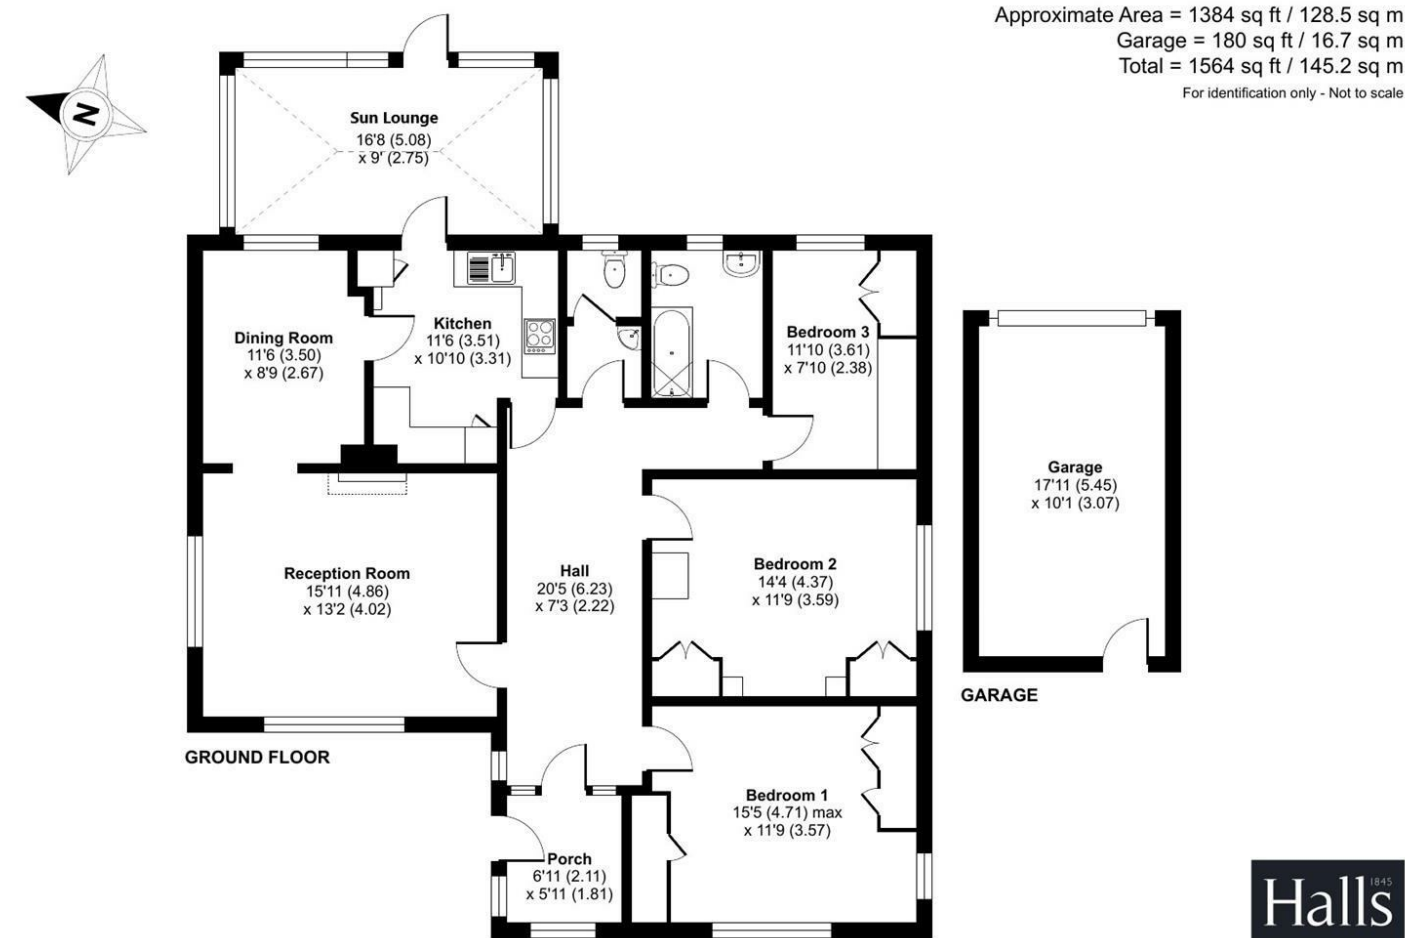 Approximate Area = 1384 sq ft / 128.5 sq m
Garage = 180 sq ft / 16.7 sq m
Total = 1564 sq ft / 145.2 sq m
For identification only - Not to scale
N
Sun Lounge
16'8 (5.08)
x 9' (2.75)
Dining Room
11'6 (3.50)
x 8'9 (2.67)
Kitchen
11'6 (3.51)
x 10'10 (3.31)
Bedroom 3
11'10 (3.61)
x 7'10 (2.38)
Garage
17'11 (5.45)
x 10'1 (3.07)
Reception Room
15'11 (4.86)
x 13'2 (4.02)
Hall
20'5 (6.23)
x 7'3 (2.22)
Bedroom 2
14'4 (4.37)
x 11'9 (3.59)
GARAGE
GROUND FLOOR
Bedroom 1
15'5 (4.71) max
x 11'9 (3.57)
Porch
6'11 (2.11)
x 5'11 (1.81)
1845
Halls